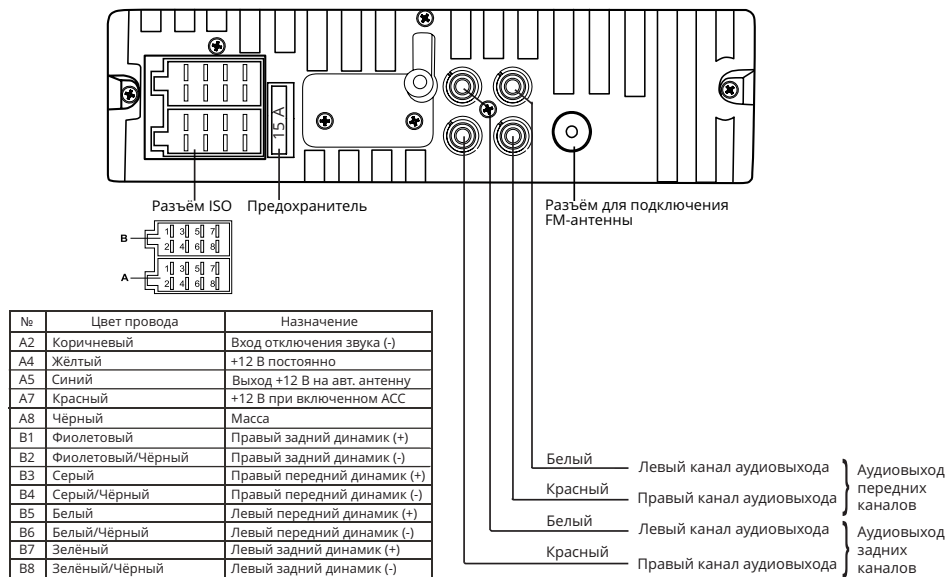 15 A
Разъём ISO
Предохранитель
Разъём для подключения
FM-антенны
B
1 3 5 7
2 4 6 8
A
1 3 5 7
2 4 6 8
№ Цвет провода Назначение
A2 Коричневый Вход отключения звука (-)
A4 Жёлтый +12 В постоянно
A5 Синий Выход +12 В на авт. антенну
A7 Красный +12 В при включенном ACC
A8 Чёрный Масса
B1 Фиолетовый Правый задний динамик (+)
B2 Фиолетовый/Чёрный Правый задний динамик (-)
B3 Серый Правый передний динамик (+)
B4 Серый/Чёрный Правый передний динамик (-)
B5 Белый Левый передний динамик (+)
B6 Белый/Чёрный Левый передний динамик (-)
B7 Зелёный Левый задний динамик (+)
B8 Зелёный/Чёрный Левый задний динамик (-)
Белый Левый канал аудиовыхода
Красный Правый канал аудиовыхода
Аудиовыход
передних
каналов
Белый Левый канал аудиовыхода
Красный Правый канал аудиовыхода
Аудиовыход
задних
каналов